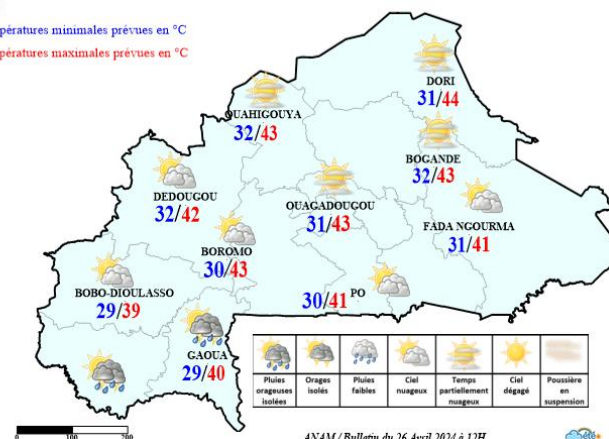 pératures minimales prévues en °C
pératures maximales prévues en °C
DORI
31/44
OUAHIGOUYA
32/43
BOGANDE
32/43
DEDOUGOU
32/42
OUAGADOUGOU
31/43
FADA NGOURMA
31/41
BOROMO
30/43
BOBO-DIOULASSO
29/39
30/41 PO
GAOUA
29/40
Pluies orageuses isolées
Orages isolés
Pluies faibles
Ciel nuageux
Temps partiellement nuageux
Ciel dégagé
Poussière en suspension
0 100 200
ANAM / Bulletin du 26 Avril 2024 à 12H